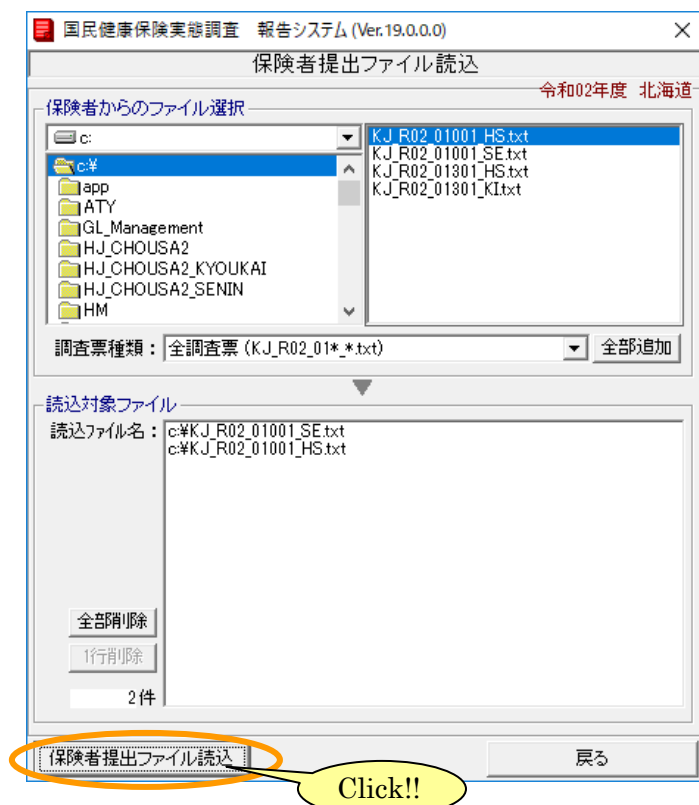 国民健康保険実態調査 報告システム (Ver.19.0.0.0)
保険者提出ファイル読込
令和02年度 北海道
保険者からのファイル選択
c:
c:¥
app
ATY
GL_Management
HJ_CHOUSA2
HJ_CHOUSA2_KYOUKAI
HJ_CHOUSA2_SENIN
HM
KJ_R02_01001_HS.txt
KJ_R02_01001_SE.txt
KJ_R02_01301_HS.txt
KJ_R02_01301_KI.txt
調査票種類： 全調査票 (KJ_R02_01*_*.txt) 全部追加
読込対象ファイル
読込ファイル名： c:¥KJ_R02_01001_SE.txt
c:¥KJ_R02_01001_HS.txt
全部削除
1行削除
2件
保険者提出ファイル読込 戻る
Click!!